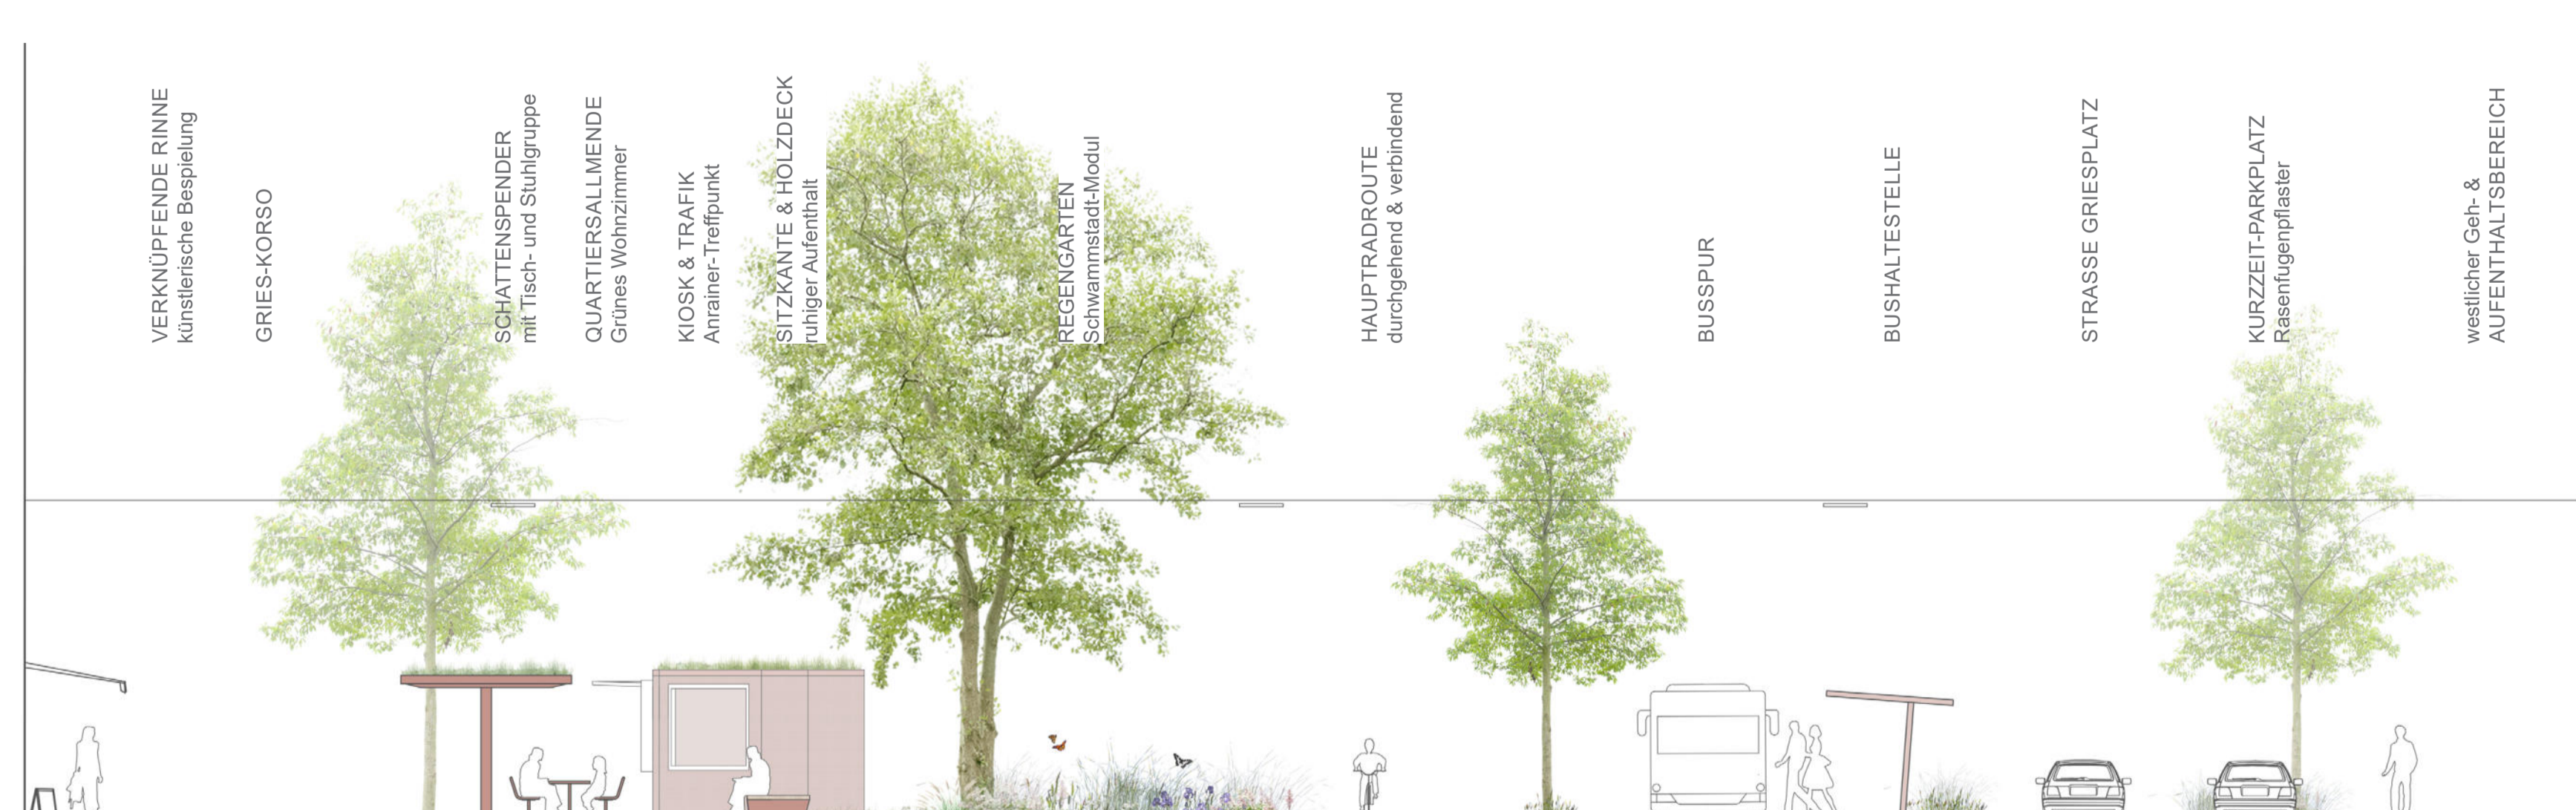 VERKNÜPFENDE RINNE
künstlerische Bespielung
GRIES-KORSO
SCHATTENSPENDER
mit Tisch- und Stuhlgruppe
QUARTIERSALLMENDE
Grünes Wohnzimmer
KIOSK & TRAFIK
Anrainer-Treffpunkt
SITZKANTE & HOLZDECK
ruhiger Aufenthalt
REGENGARTEN
Schwammstadt-Modul
HAUPTRADROUTE
durchgehend & verbindend
BUSSPUR
BUSHALTESTELLE
STRASSE GRIESPLATZ
KURZZEIT-PARKPLATZ
Rasenfugenpflaster
westlicher Geh- &
AUFENTHALTSBEREICH